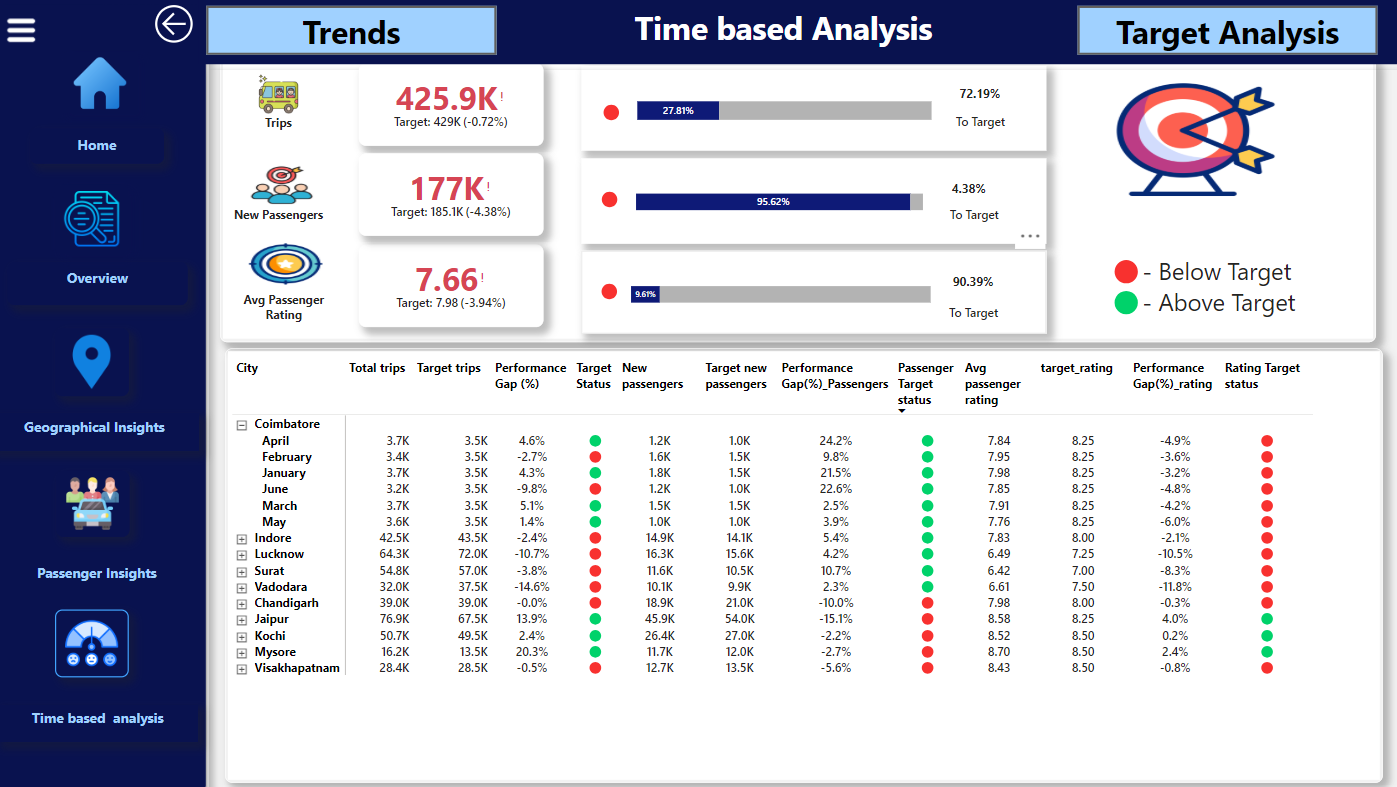 Trends
Time based Analysis
Target Analysis
Home
Overview
Geographical Insights
Passenger Insights
Time based  analysis
Trips
425.9K!
Target: 429K (-0.72%)
27.81%
72.19%
To Target
New Passengers
177K!
Target: 185.1K (-4.38%)
95.62%
4.38%
To Target
Avg Passenger
Rating
7.66!
Target: 7.98 (-3.94%)
9.61%
90.39%
To Target
- Below Target
- Above Target
City Total trips Target trips Performance Gap (%) Target Status New passengers Target new passengers Performance Gap(%)_Passengers Passenger Target status Avg passenger rating target_rating Performance Gap(%)_rating Rating Target status
Coimbatore
April 3.7K 3.5K 4.6% 1.2K 1.0K 24.2% 7.84 8.25 -4.9%
February 3.4K 3.5K -2.7% 1.6K 1.5K 9.8% 7.95 8.25 -3.6%
January 3.7K 3.5K 4.3% 1.8K 1.5K 21.5% 7.98 8.25 -3.2%
June 3.2K 3.5K -9.8% 1.2K 1.0K 22.6% 7.85 8.25 -4.8%
March 3.7K 3.5K 5.1% 1.5K 1.5K 2.5% 7.91 8.25 -4.2%
May 3.6K 3.5K 1.4% 1.0K 1.0K 3.9% 7.76 8.25 -6.0%
Indore 42.5K 43.5K -2.4% 14.9K 14.1K 5.4% 7.83 8.00 -2.1%
Lucknow 64.3K 72.0K -10.7% 16.3K 15.6K 4.2% 6.49 7.25 -10.5%
Surat 54.8K 57.0K -3.8% 11.6K 10.5K 10.7% 6.42 7.00 -8.3%
Vadodara 32.0K 37.5K -14.6% 10.1K 9.9K 2.3% 6.61 7.50 -11.8%
Chandigarh 39.0K 39.0K -0.0% 18.9K 21.0K -10.0% 7.98 8.00 -0.3%
Jaipur 76.9K 67.5K 13.9% 45.9K 54.0K -15.1% 8.58 8.25 4.0%
Kochi 50.7K 49.5K 2.4% 26.4K 27.0K -2.2% 8.52 8.50 0.2%
Mysore 16.2K 13.5K 20.3% 11.7K 12.0K -2.7% 8.70 8.50 2.4%
Visakhapatnam 28.4K 28.5K -0.5% 12.7K 13.5K -5.6% 8.43 8.50 -0.8%